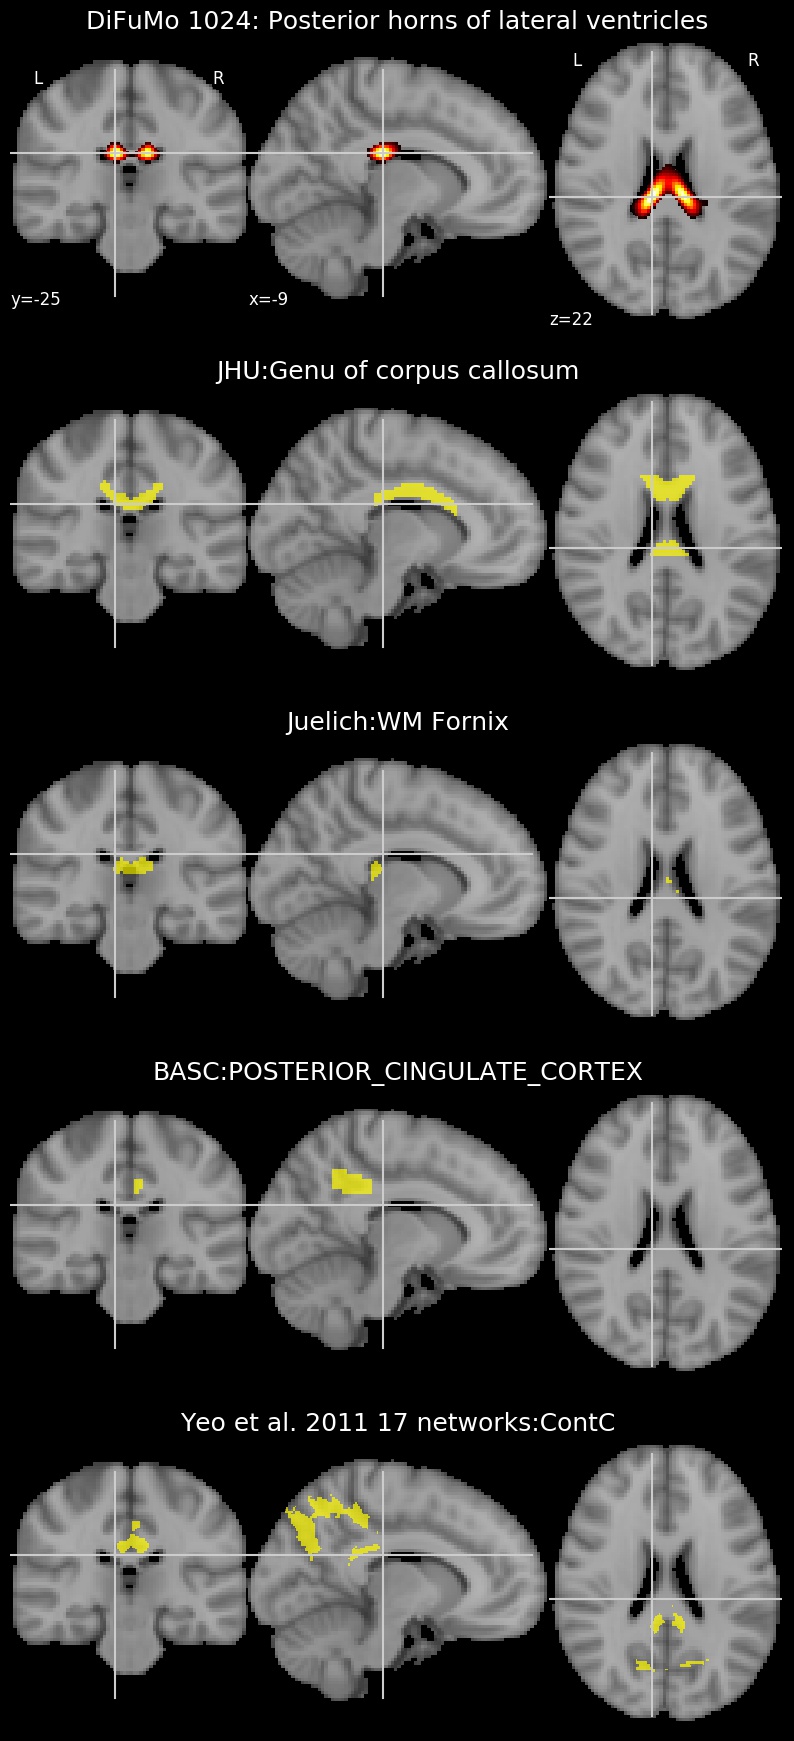 DiFuMo 1024: Posterior horns of lateral ventricles
L R L R
y=-25 x=-9 z=22
JHU:Genu of corpus callosum
Juelich:WM Fornix
BASC:POSTERIOR_CINGULATE_CORTEX
Yeo et al. 2011 17 networks:ContC